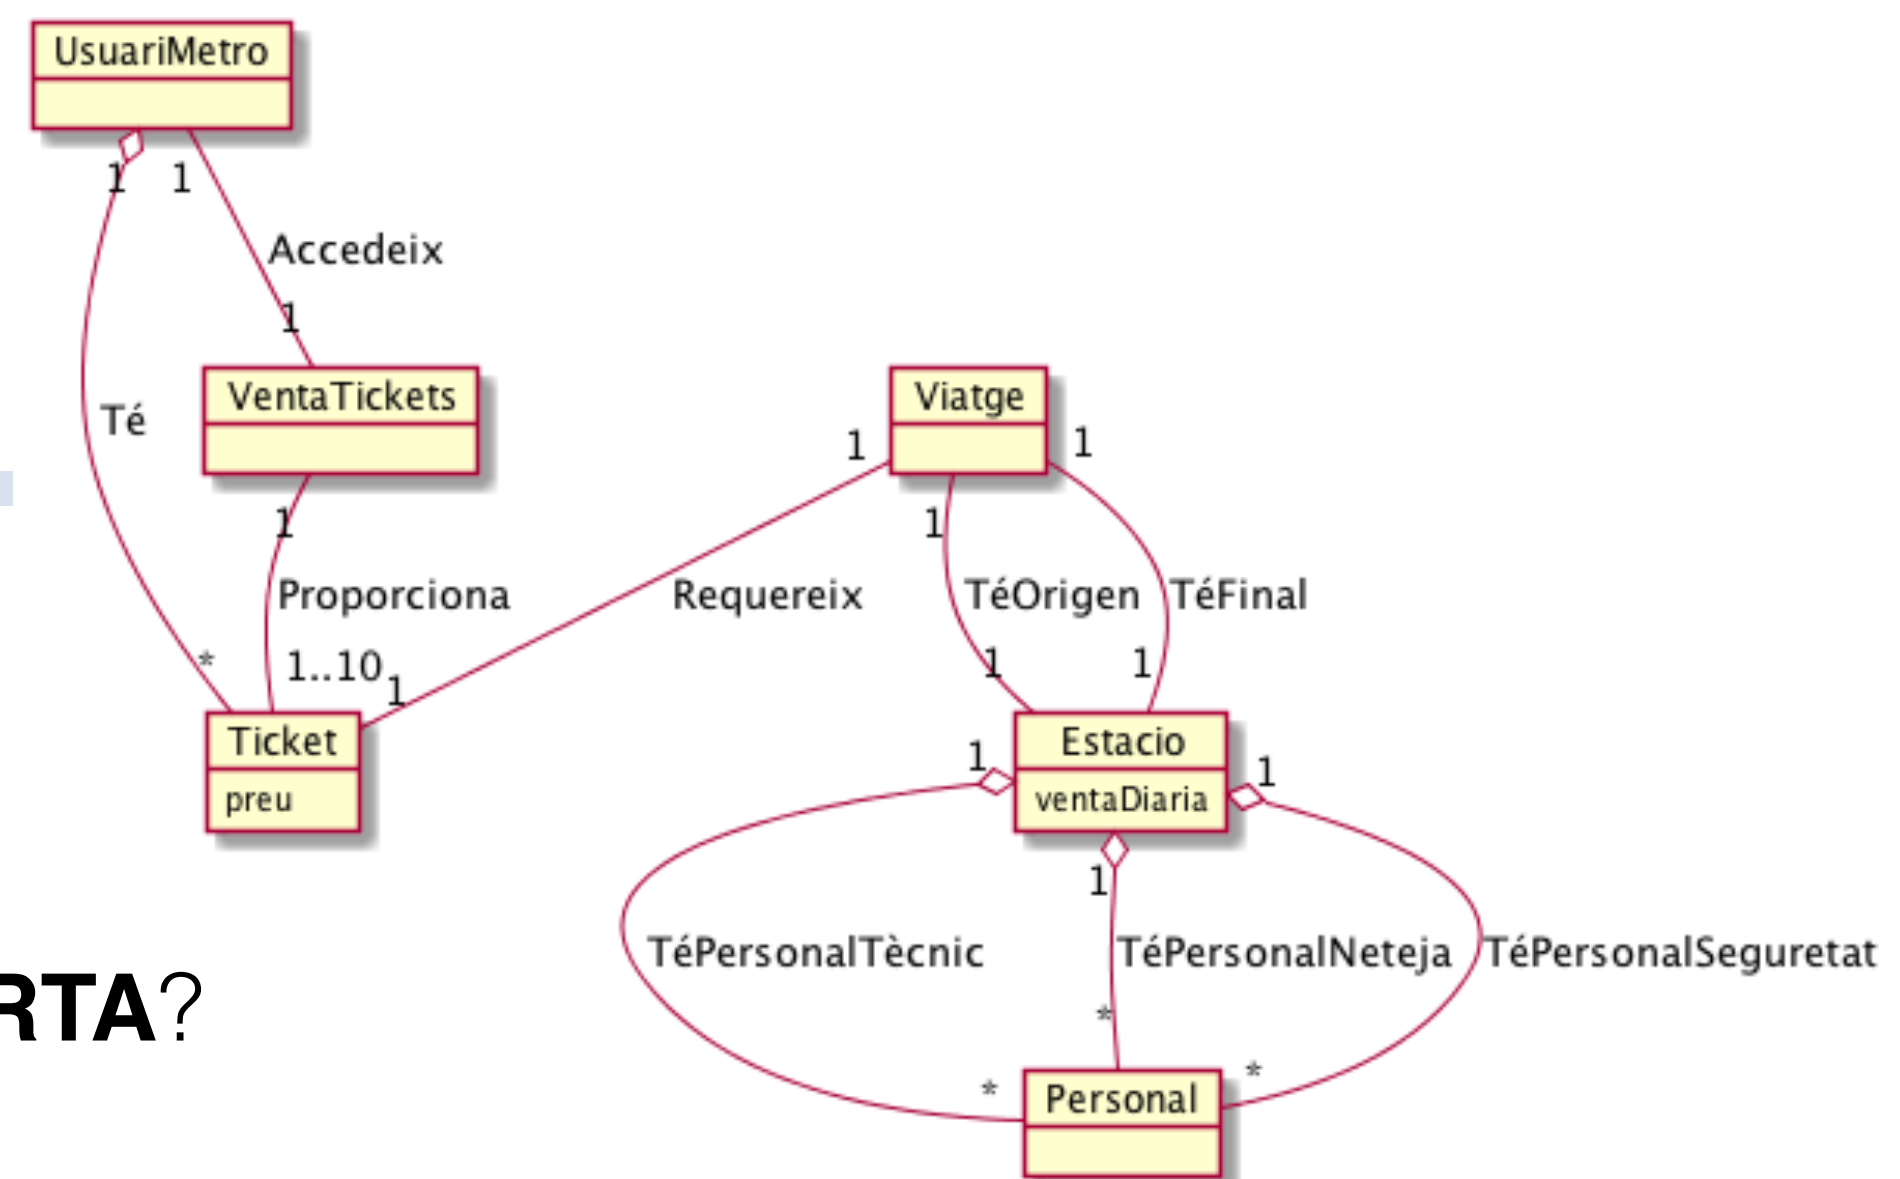 UsuariMetro
1 1
Accedeix
1
VentaTickets
Viatge
Té
1 1
1 1
Proporciona
Requereix
TéOrigen
TéFinal
* 1..10 1
1 1
Ticket
preu
Estacio
ventaDiaria
1 1
1
TéPersonalTècnic
TéPersonalNeteja
TéPersonalSeguretat
RTA?
*
* *
Personal